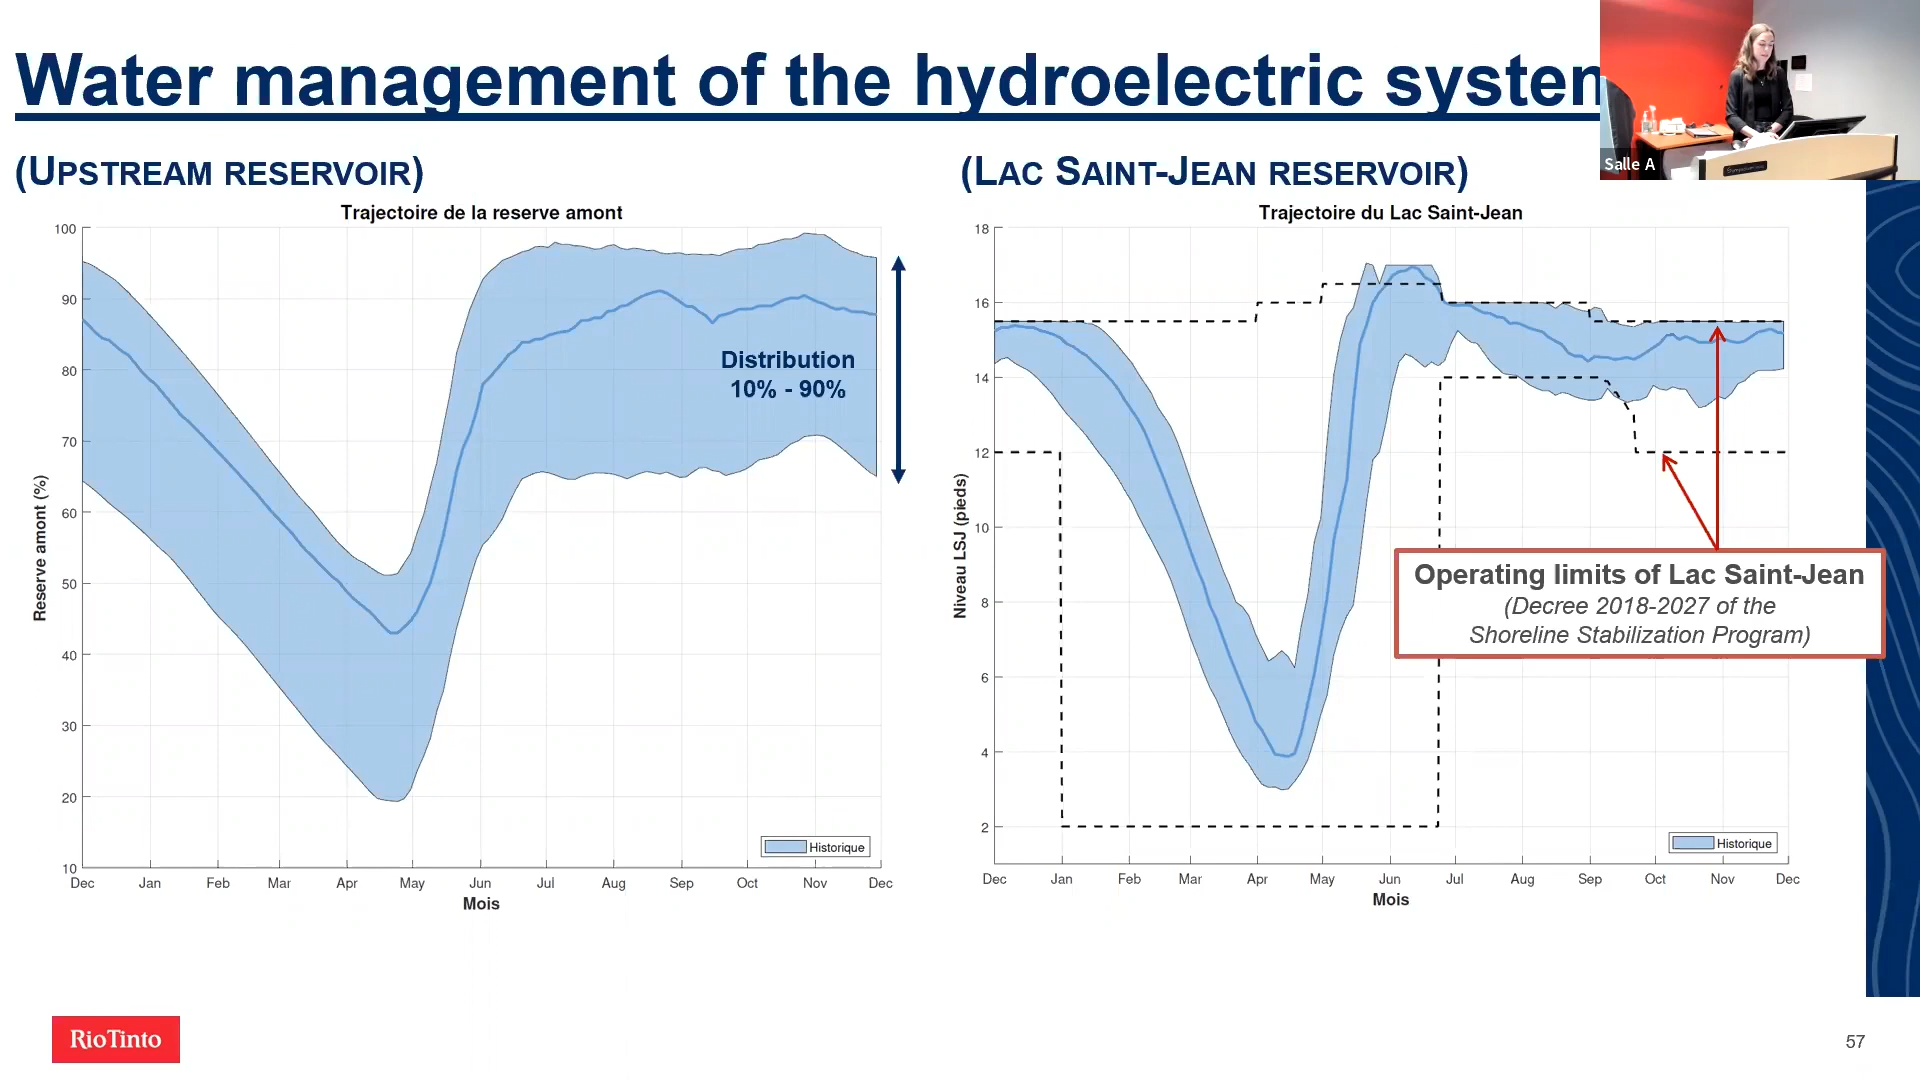 Water management of the hydroelectric system
Salle A
(UPSTREAM RESERVOIR)
(LAC SAINT-JEAN RESERVOIR)
Trajectoire de la reserve amont
100
90
80
70
60
50
40
30
20
10
Reserve amont (%)
Distribution
10% - 90%
Historique
Dec Jan Feb Mar Apr May Jun Jul Aug Sep Oct Nov Dec
Mois
Trajectoire du Lac Saint-Jean
18
16
14
12
10
8
6
4
2
Niveau LSJ (pieds)
Operating limits of Lac Saint-Jean
(Decree 2018-2027 of the
Shoreline Stabilization Program)
Historique
Dec Jan Feb Mar Apr May Jun Jul Aug Sep Oct Nov Dec
Mois
RioTinto
57